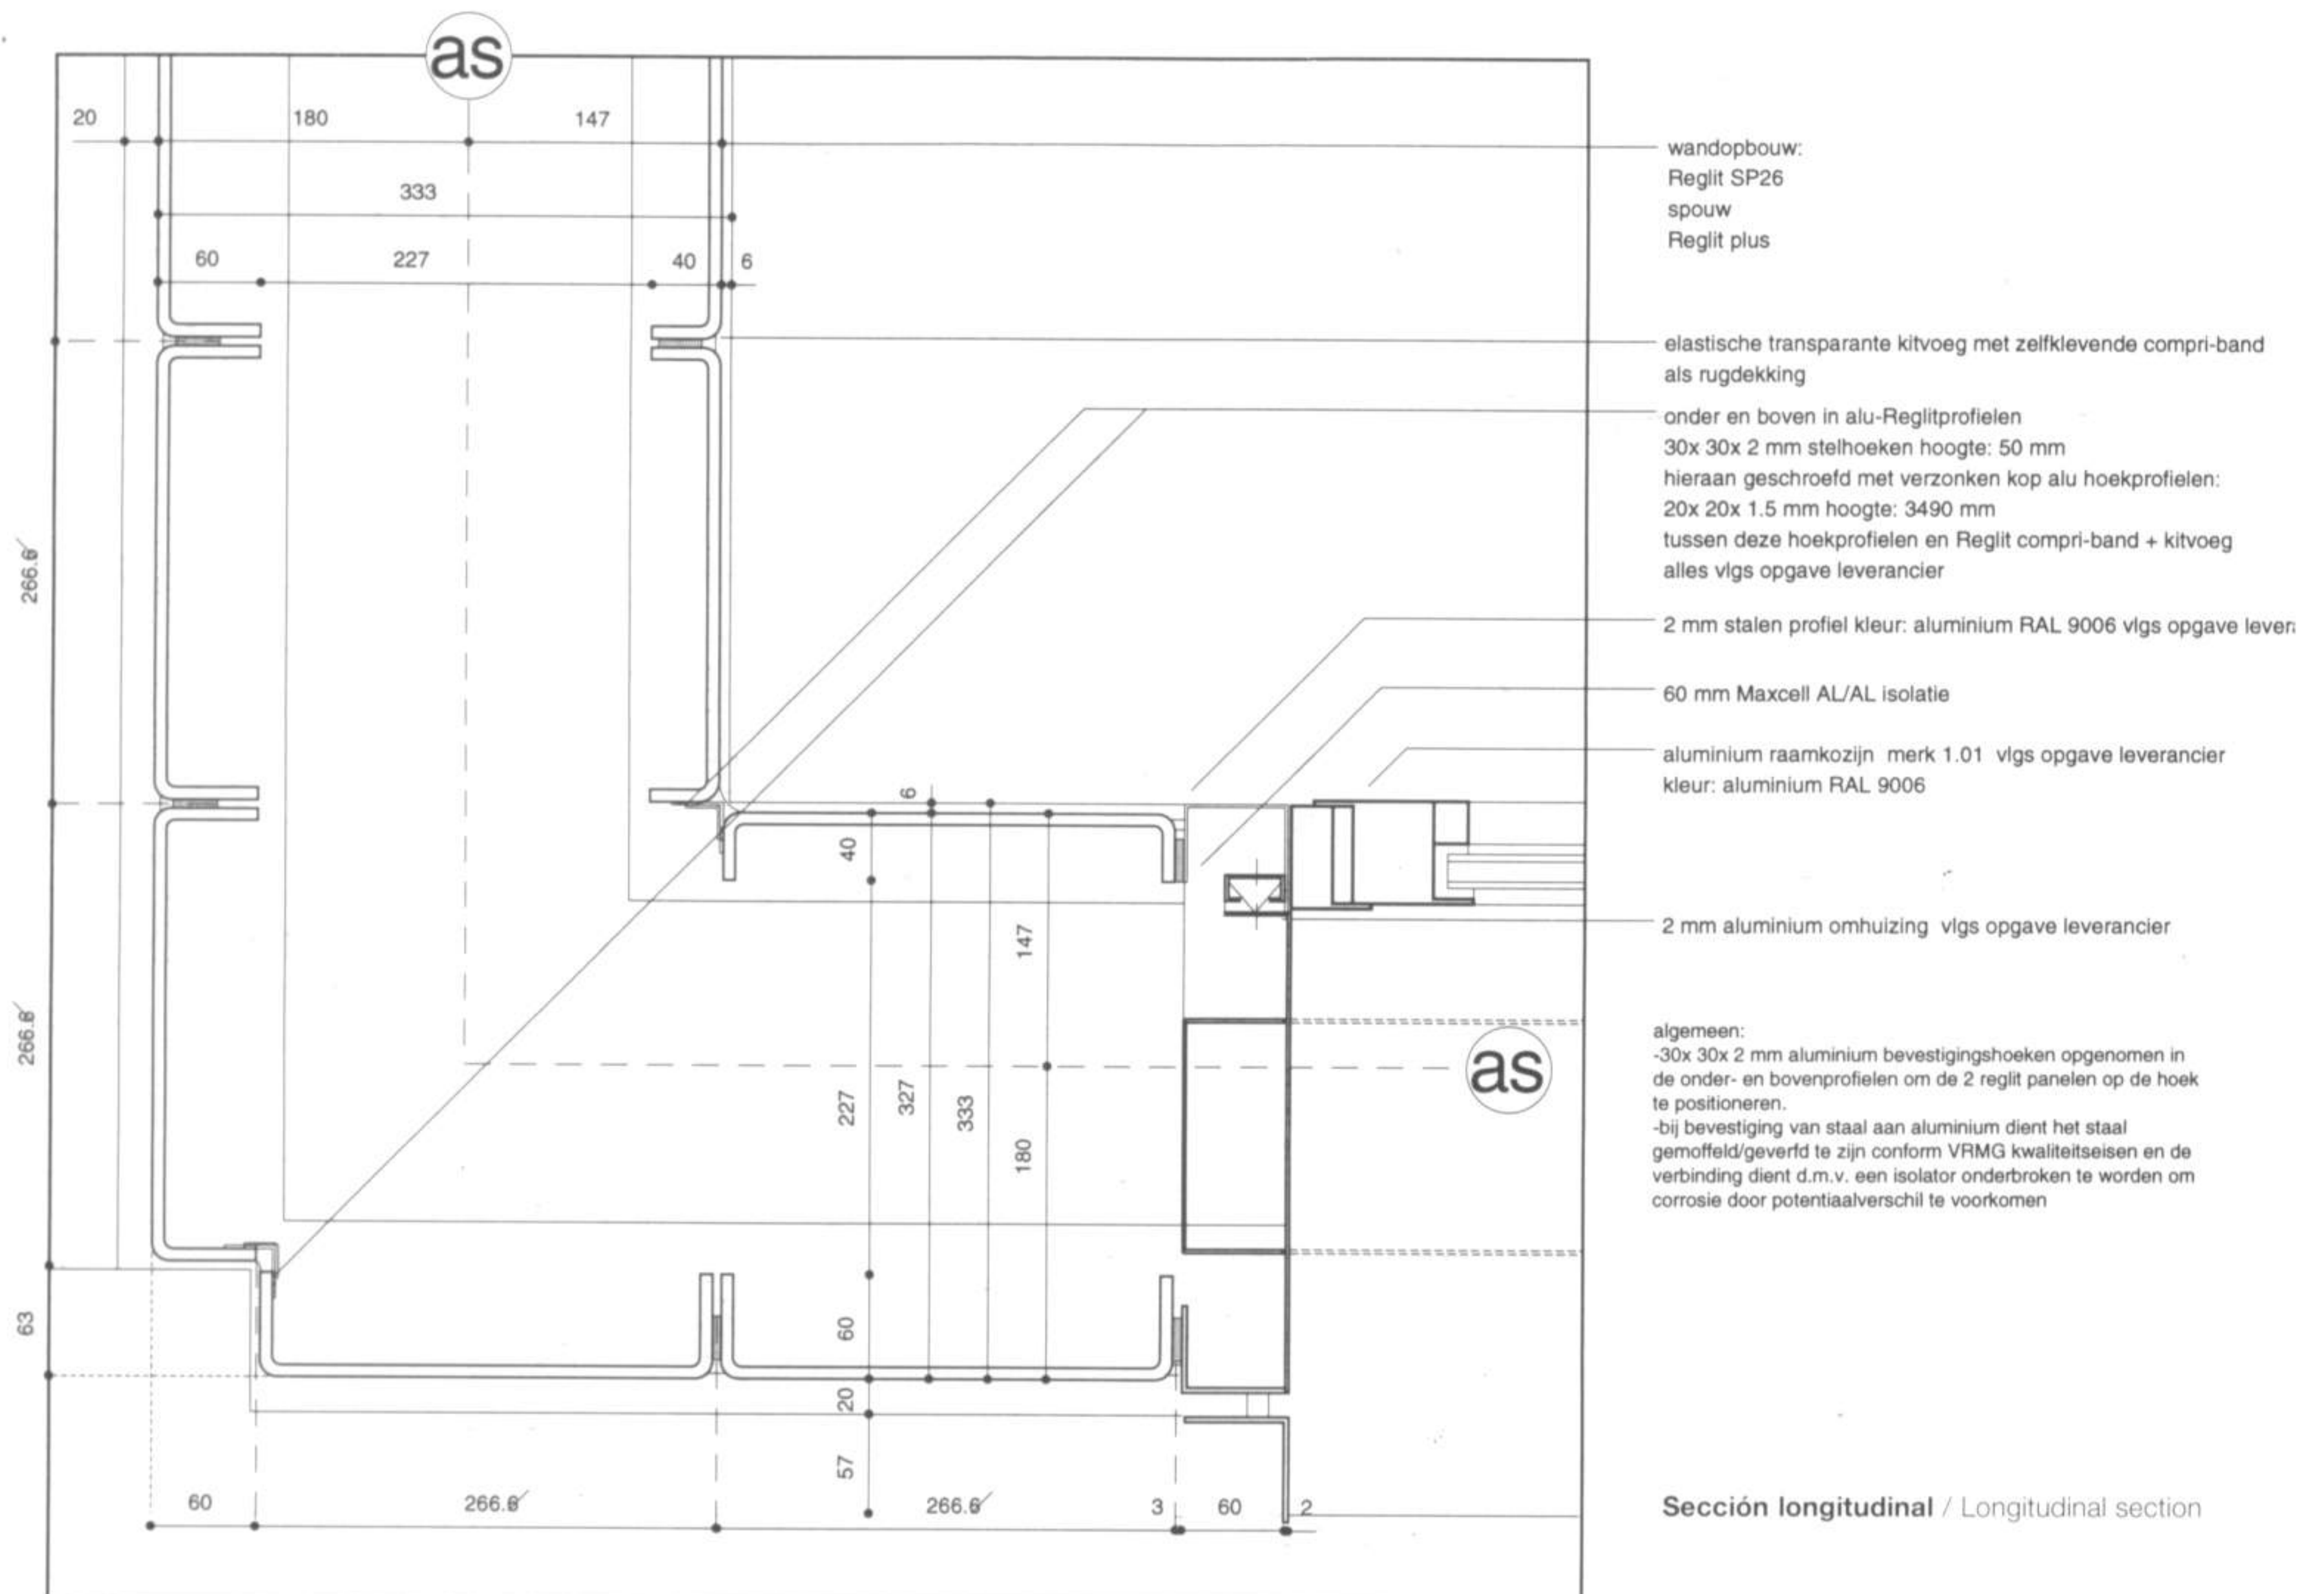 as
20
180
147
333
60
227
40
6
wandopbouw:
Reglit SP26
spouw
Reglit plus
elastische transparante kitvoeg met zelfklevende compri-band
als rugdekking
onder en boven in alu-Reglitprofielen
30x 30x 2 mm stelhoeken hoogte: 50 mm
hieraan geschroefd met verzonken kop alu hoekprofielen:
20x 20x 1.5 mm hoogte: 3490 mm
tussen deze hoekprofielen en Reglit compri-band + kitvoeg
alles vlgs opgave leverancier
2 mm stalen profiel kleur: aluminium RAL 9006 vlgs opgave lever
60 mm Maxcell AL/AL isolatie
aluminium raamkozijn merk 1.01 vlgs opgave leverancier
kleur: aluminium RAL 9006
2 mm aluminium omhuizing vlgs opgave leverancier
266.6
266.6
63
6
40
147
227
327
333
180
60
20
57
as
algemeen:
-30x 30x 2 mm aluminium bevestigingshoeken opgenomen in
de onder- en bovenprofielen om de 2 reglit panelen op de hoek
te positioneren.
-bij bevestiging van staal aan aluminium dient het staal
gemoffeld/geverfd te zijn conform VRMG kwaliteitseisen en de
verbinding dient d.m.v. een isolator onderbroken te worden om
corrosie door potentiaalverschil te voorkomen
60
266.6
266.6
3
60
2
Sección longitudinal / Longitudinal section